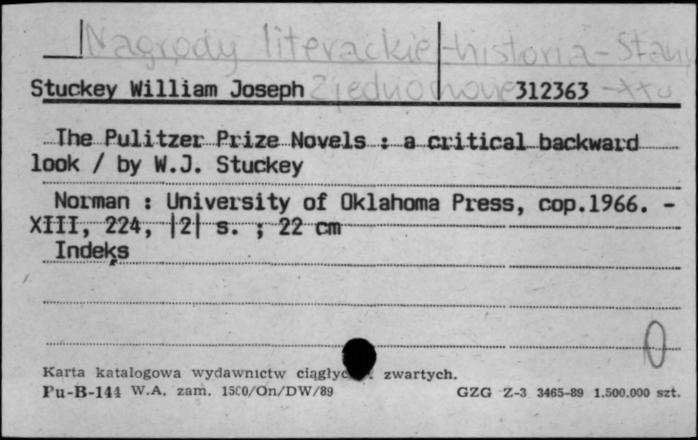 Nagrody literackie - historia - Stany
Stuckey William Joseph Zjednoczone 312363
The Pulitzer Prize Novels : a critical backward
look / by W.J. Stuckey
Norman : University of Oklahoma Press, cop.1966. -
XIII, 224, |2| s. ; 22 cm
Indeks
0
Karta katalogowa wydawnictw zwartych.
Pu-B-144 W.A. zam. 1500/On/DW/89 GZG Z-3 3465-89 1.500.000 szt.